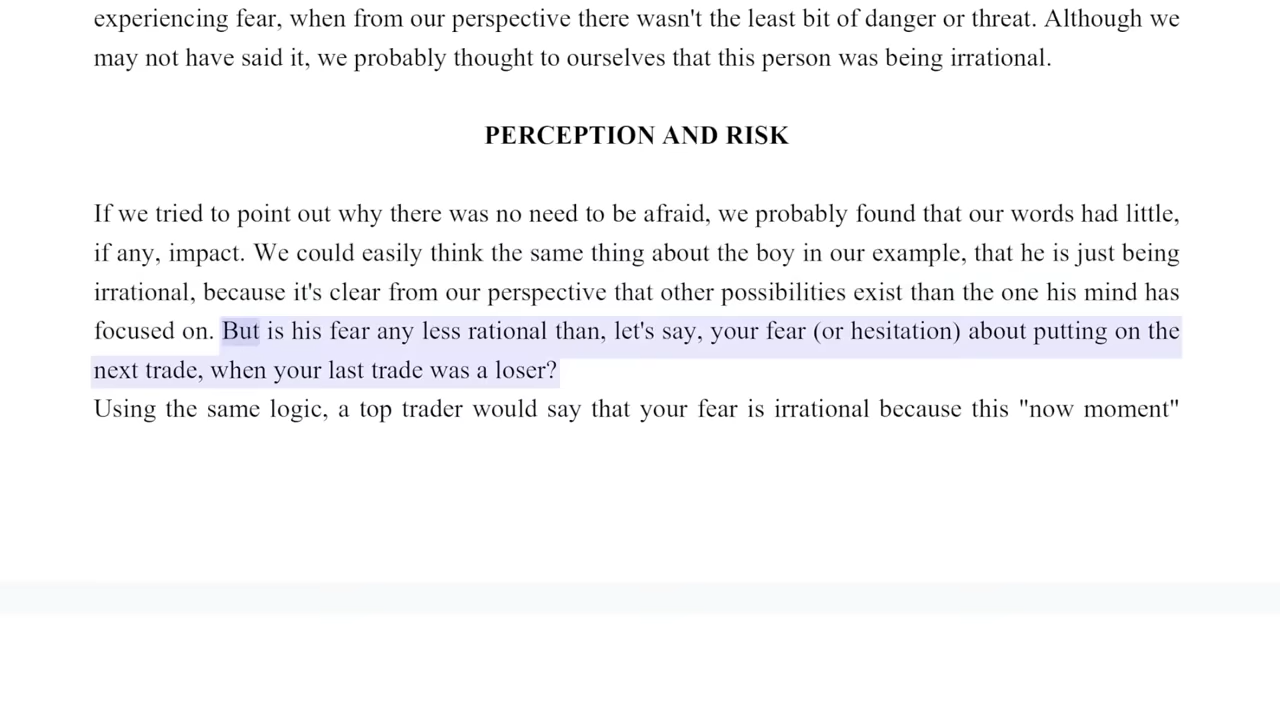 experiencing fear, when from our perspective there wasn't the least bit of danger or threat. Although we
may not have said it, we probably thought to ourselves that this person was being irrational.
PERCEPTION AND RISK
If we tried to point out why there was no need to be afraid, we probably found that our words had little,
if any, impact. We could easily think the same thing about the boy in our example, that he is just being
irrational, because it's clear from our perspective that other possibilities exist than the one his mind has
focused on. But is his fear any less rational than, let's say, your fear (or hesitation) about putting on the
next trade, when your last trade was a loser?
Using the same logic, a top trader would say that your fear is irrational because this "now moment"